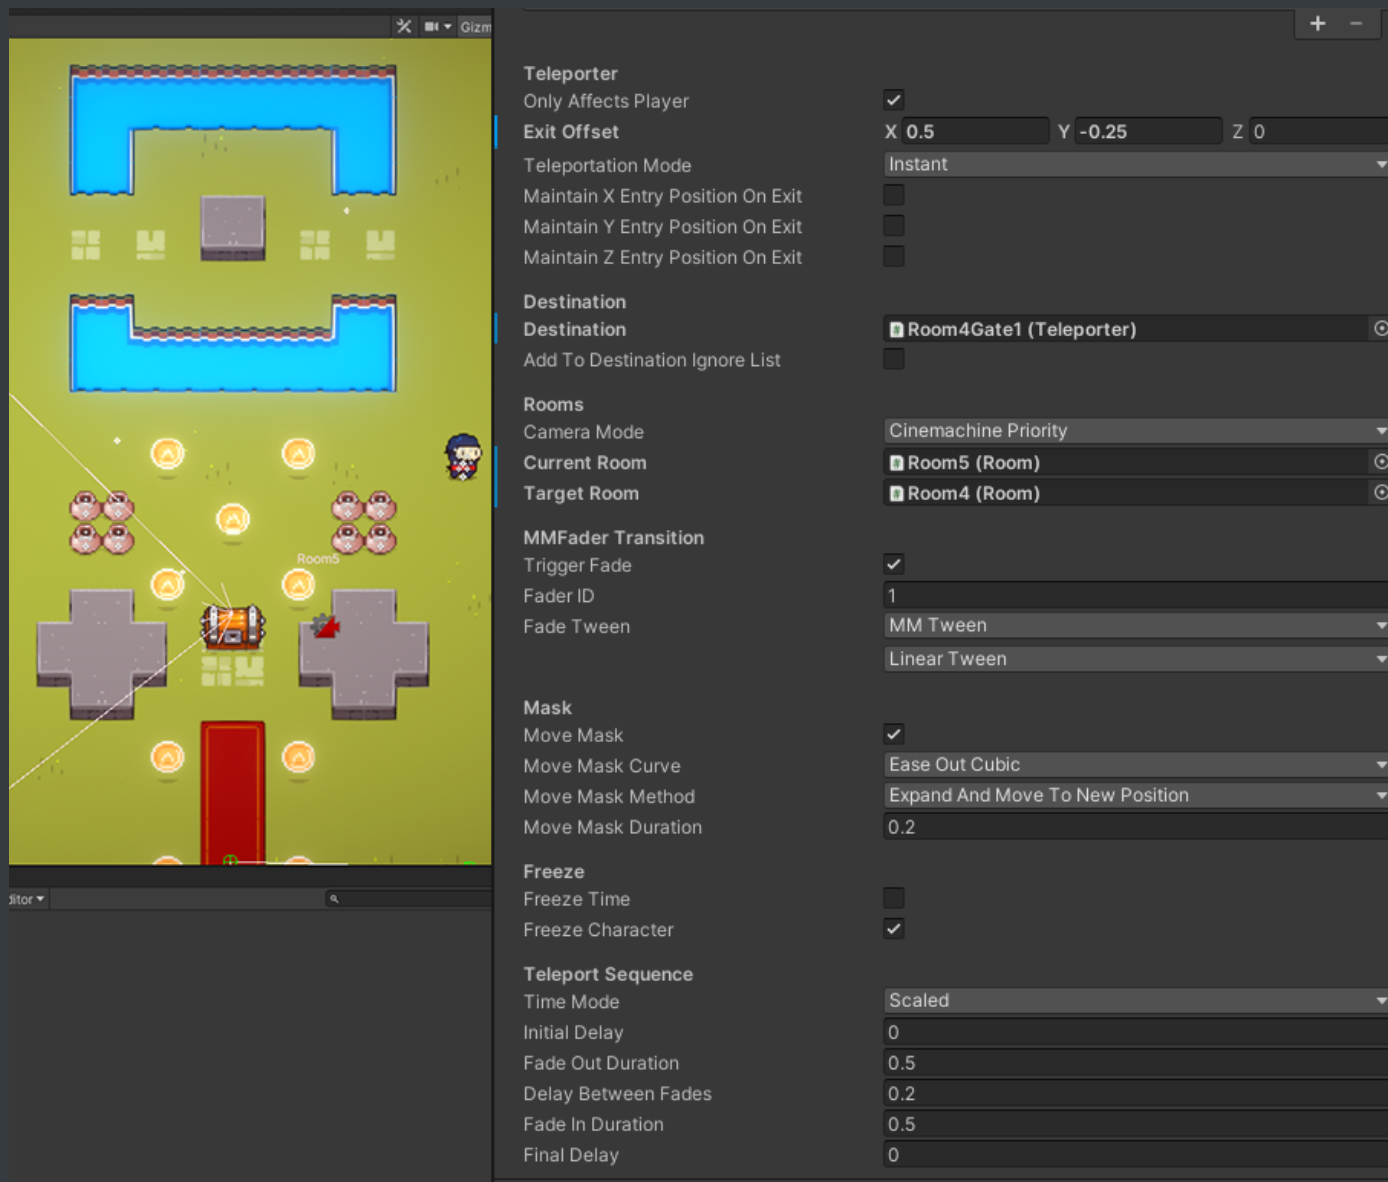 Gizm
Room5
ditor
Teleporter
Only Affects Player
Exit Offset X 0.5 Y -0.25 Z 0
Teleportation Mode Instant
Maintain X Entry Position On Exit
Maintain Y Entry Position On Exit
Maintain Z Entry Position On Exit
Destination
Destination Room4Gate1 (Teleporter)
Add To Destination Ignore List
Rooms
Camera Mode Cinemachine Priority
Current Room Room5 (Room)
Target Room Room4 (Room)
MMFader Transition
Trigger Fade
Fader ID 1
Fade Tween MM Tween
Linear Tween
Mask
Move Mask
Move Mask Curve Ease Out Cubic
Move Mask Method Expand And Move To New Position
Move Mask Duration 0.2
Freeze
Freeze Time
Freeze Character
Teleport Sequence
Time Mode Scaled
Initial Delay 0
Fade Out Duration 0.5
Delay Between Fades 0.2
Fade In Duration 0.5
Final Delay 0